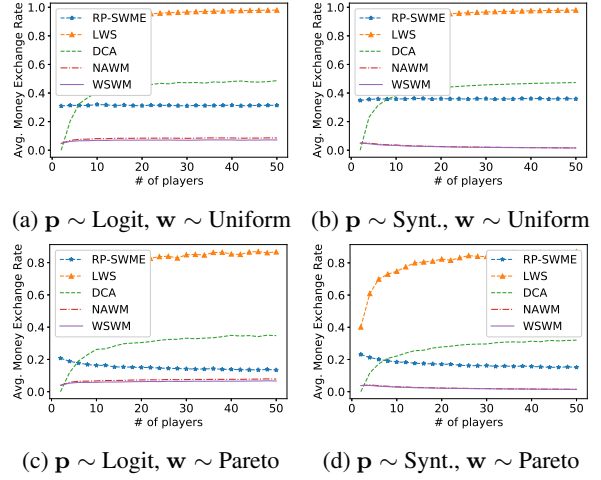 Avg. Money Exchange Rate
1.0
0.8
0.6
0.4
0.2
0.0
RP-SWME
LWS
DCA
NAWM
WSWM
0 10 20 30 40 50
# of players
(a) p ~ Logit, w ~ Uniform
Avg. Money Exchange Rate
1.0
0.8
0.6
0.4
0.2
0.0
RP-SWME
LWS
DCA
NAWM
WSWM
0 10 20 30 40 50
# of players
(b) p ~ Synt., w ~ Uniform
Avg. Money Exchange Rate
0.8
0.6
0.4
0.2
0.0
RP-SWME
LWS
DCA
NAWM
WSWM
0 10 20 30 40 50
# of players
(c) p ~ Logit, w ~ Pareto
Avg. Money Exchange Rate
0.8
0.6
0.4
0.2
0.0
RP-SWME
LWS
DCA
NAWM
WSWM
0 10 20 30 40 50
# of players
(d) p ~ Synt., w ~ Pareto